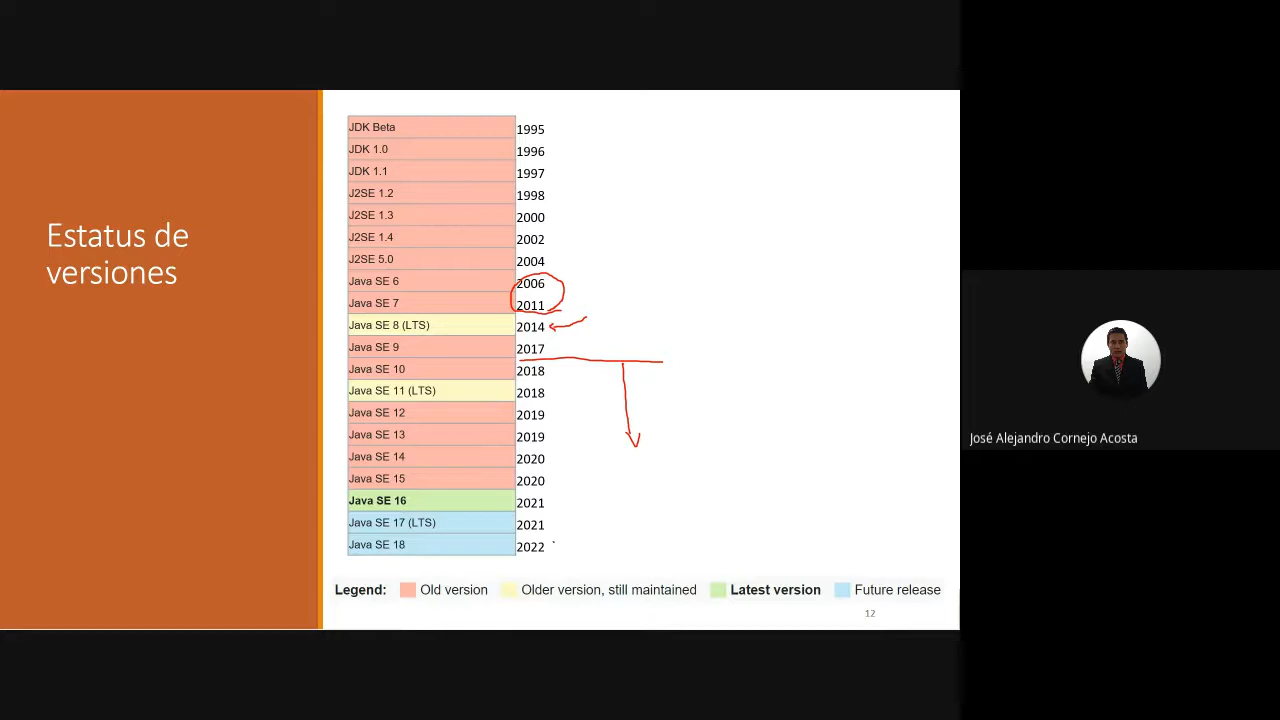 Estatus de
versiones
JDK Beta 1995
JDK 1.0 1996
JDK 1.1 1997
J2SE 1.2 1998
J2SE 1.3 2000
J2SE 1.4 2002
J2SE 5.0 2004
Java SE 6 2006
Java SE 7 2011
Java SE 8 (LTS) 2014
Java SE 9 2017
Java SE 10 2018
Java SE 11 (LTS) 2018
Java SE 12 2019
Java SE 13 2019
Java SE 14 2020
Java SE 15 2020
Java SE 16 2021
Java SE 17 (LTS) 2021
Java SE 18 2022
Legend: Old version Older version, still maintained Latest version Future release
12
José Alejandro Cornejo Acosta